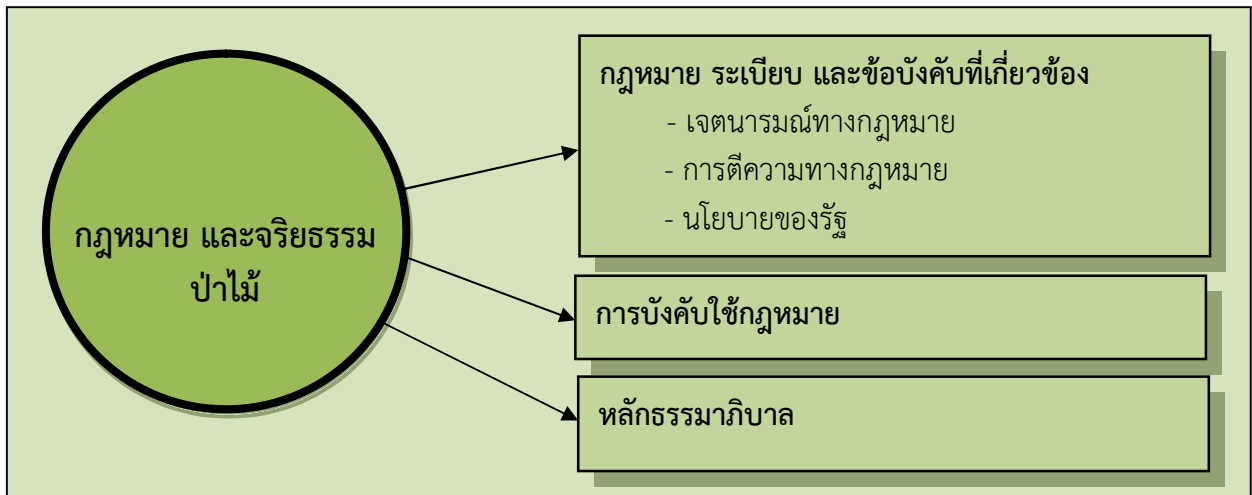 กฎหมาย และจริยธรรม
ป่าไม้
กฎหมาย ระเบียบ และข้อบังคับที่เกี่ยวข้อง
- เจตนารมณ์ทางกฎหมาย
- การตีความทางกฎหมาย
- นโยบายของรัฐ
การบังคับใช้กฎหมาย
หลักธรรมาภิบาล